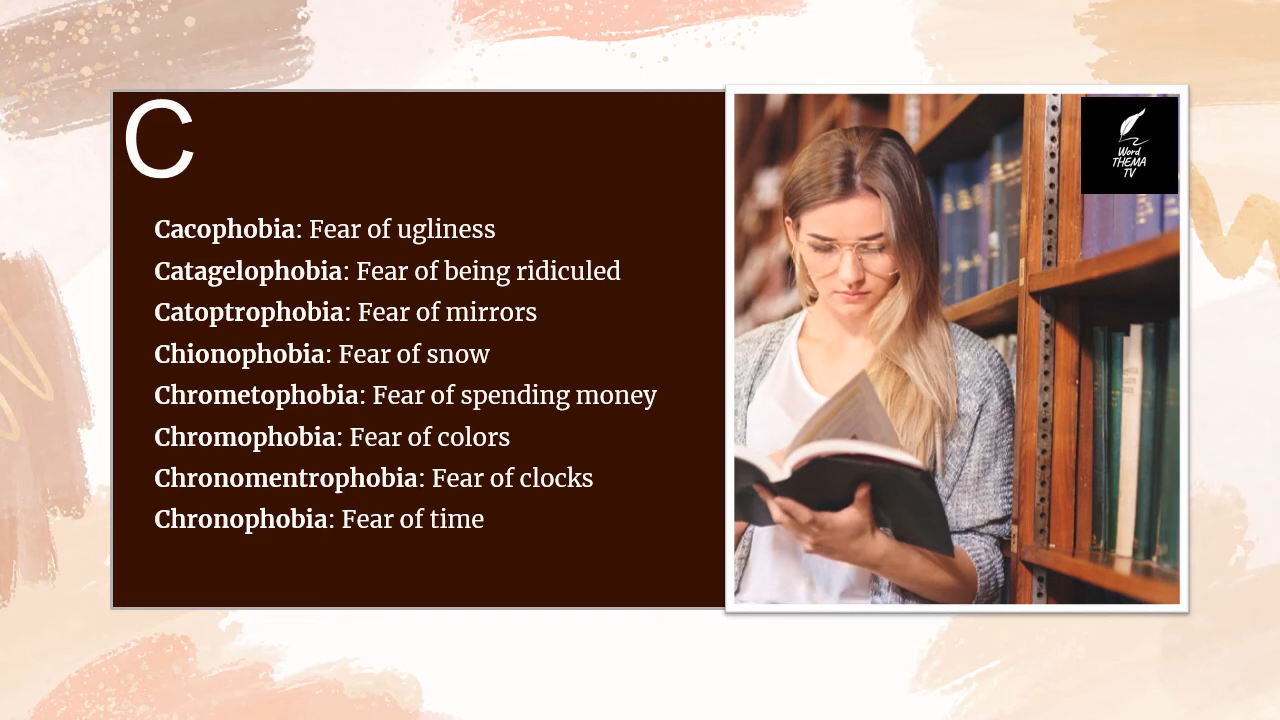 C
Cacophobia: Fear of ugliness
Catagelophobia: Fear of being ridiculed
Catoptrophobia: Fear of mirrors
Chionophobia: Fear of snow
Chrometophobia: Fear of spending money
Chromophobia: Fear of colors
Chronomentrophobia: Fear of clocks
Chronophobia: Fear of time
Word
THEMA
TV